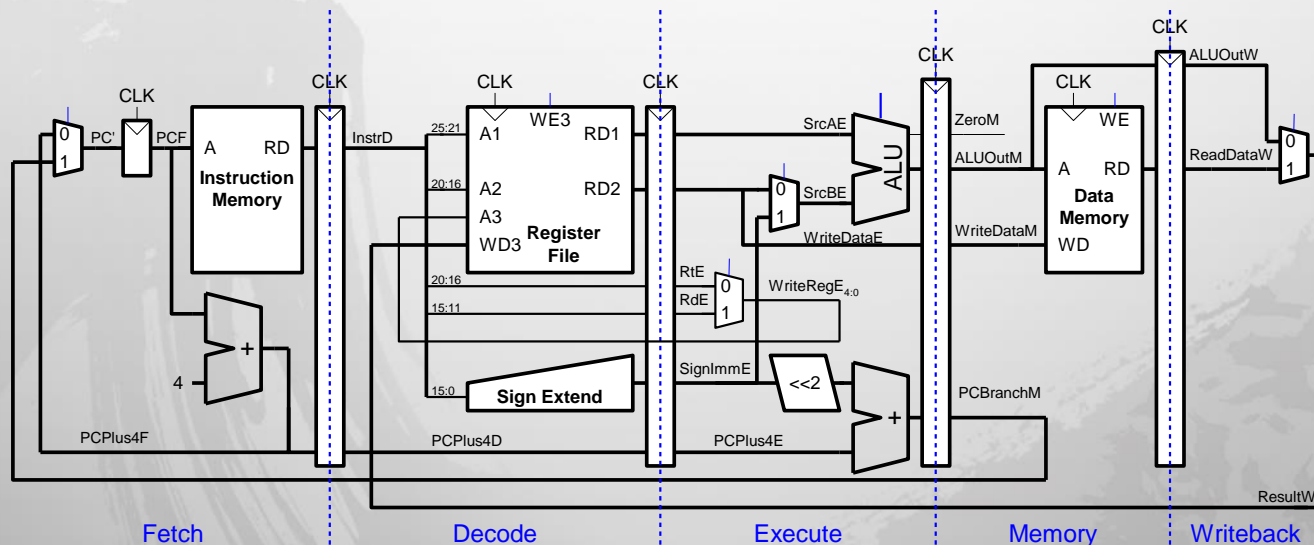 CLK
ALUOutW
CLK
CLK
CLK
CLK
CLK
CLK
0
1
PC'
PCF
A
RD
Instruction
Memory
InstrD
25:21
A1
WE3
RD1
20:16
A2
RD2
A3
WD3
Register
File
SrcAE
0
1
SrcBE
ALU
ZeroM
ALUOutM
WriteDataE
WriteDataM
WE
A
RD
Data
Memory
WD
ReadDataW
0
1
20:16
RtE
0
WriteRegE4:0
15:11
RdE
1
+
4
15:0
Sign Extend
SignImmE
<<2
+
PCBranchM
PCPlus4F
PCPlus4D
PCPlus4E
ResultW
Fetch
Decode
Execute
Memory
Writeback